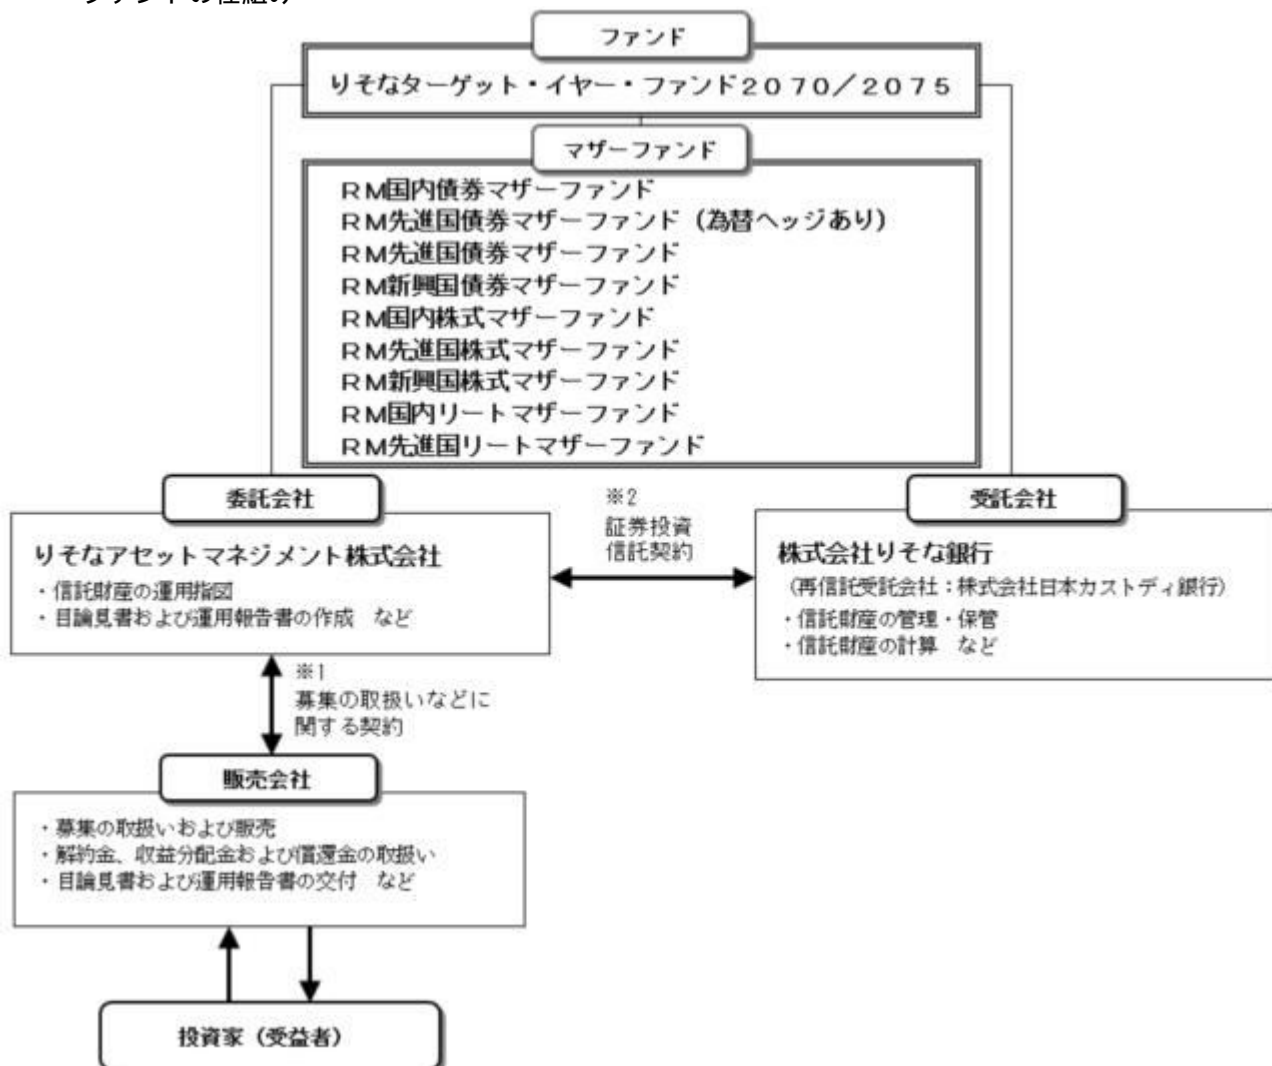 ファンドの仕組み
ファンド
りそなターゲット・イヤー・ファンド２０７０／２０７５
マザーファンド
ＲＭ国内債券マザーファンド
ＲＭ先進国債券マザーファンド（為替ヘッジあり）
ＲＭ先進国債券マザーファンド
ＲＭ新興国債券マザーファンド
ＲＭ国内株式マザーファンド
ＲＭ先進国株式マザーファンド
ＲＭ新興国株式マザーファンド
ＲＭ国内リートマザーファンド
ＲＭ先進国リートマザーファンド
委託会社
りそなアセットマネジメント株式会社
・信託財産の運用指図
・目論見書および運用報告書の作成　など
※2
証券投資
信託契約
受託会社
株式会社りそな銀行
（再信託受託会社：株式会社日本カストディ銀行）
・信託財産の管理・保管
・信託財産の計算　など
※1
募集の取扱いなどに
関する契約
販売会社
・募集の取扱いおよび販売
・解約金、収益分配金および償還金の取扱い
・目論見書および運用報告書の交付　など
投資家（受益者）